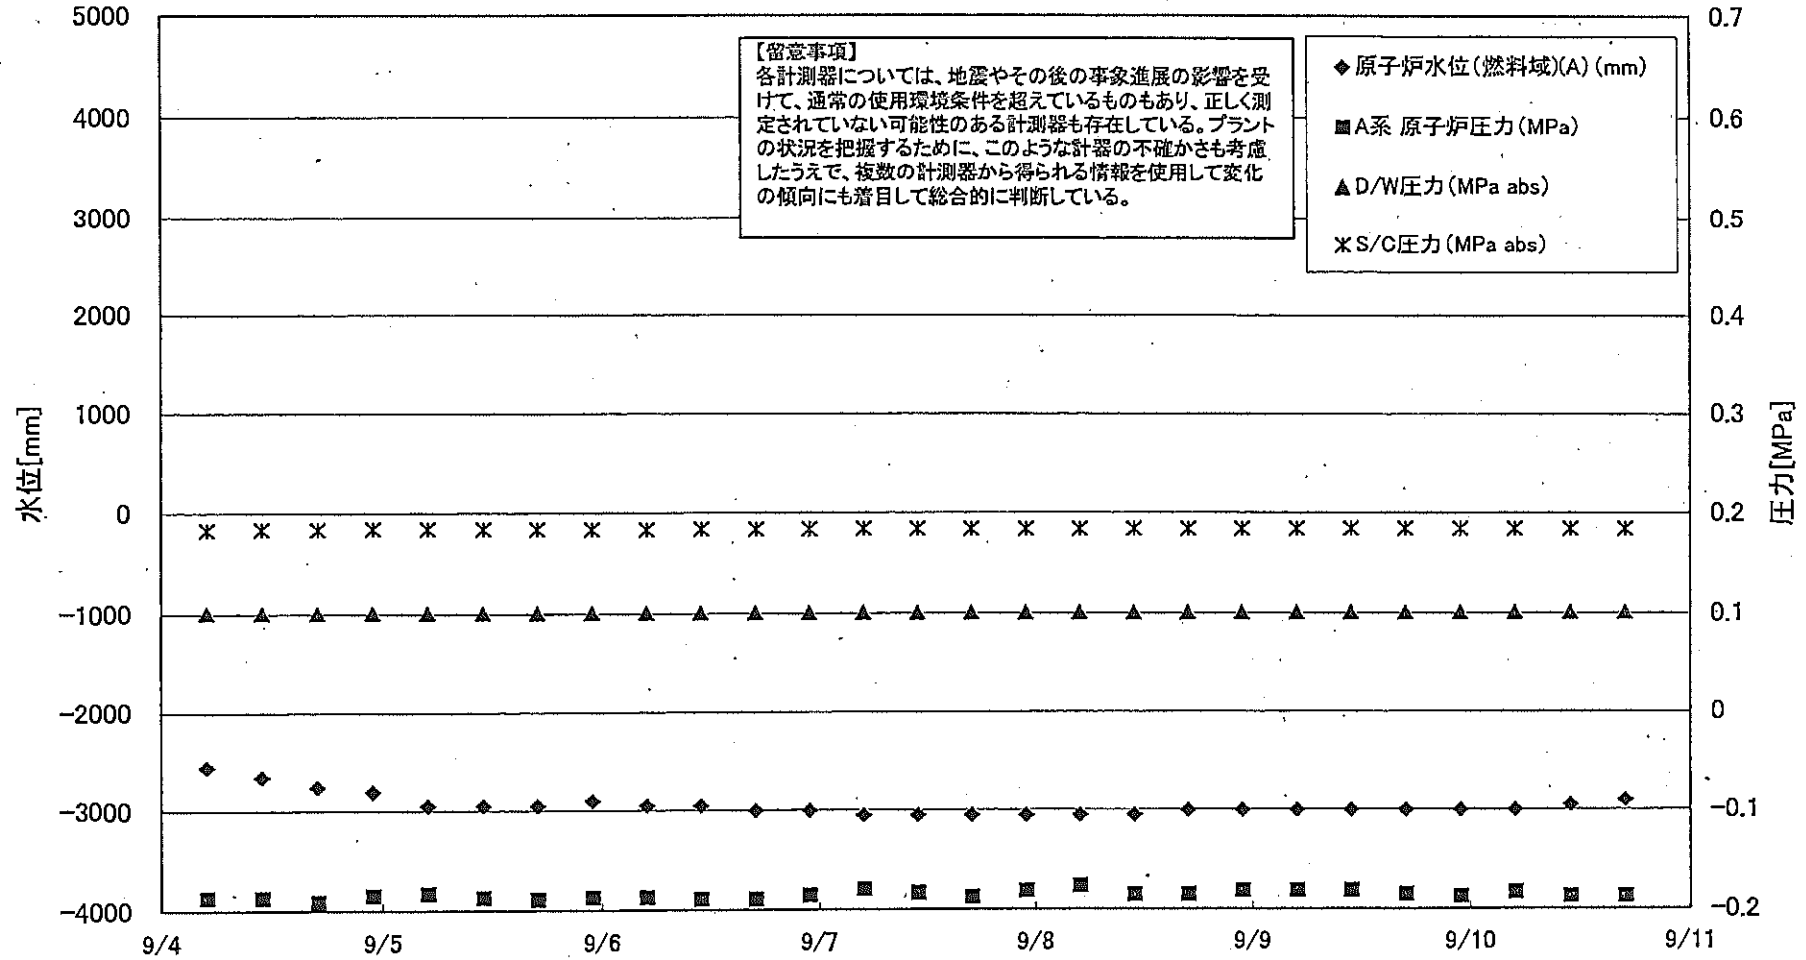 5000
4000
3000
2000
1000
0
-1000
-2000
-3000
-4000
水位[mm]
【留意事項】
各計測器については、地震やその後の事象進展の影響を受
けて、通常の使用環境条件を超えているものもあり、正しく測
定されていない可能性のある計測器も存在している。プラント
の状況を把握するために、このような計器の不確かさも考慮
したうえで、複数の計測器から得られる情報を使用して変化
の傾向にも着目して総合的に判断している。
原子炉水位(燃料域)(A)(mm)
A系 原子炉圧力(MPa)
D/W圧力(MPa abs)
S/C圧力(MPa abs)
0.7
0.6
0.5
0.4
0.3
0.2
0.1
0
-0.1
-0.2
圧力[MPa]
9/4 9/5 9/6 9/7 9/8 9/9 9/10 9/11